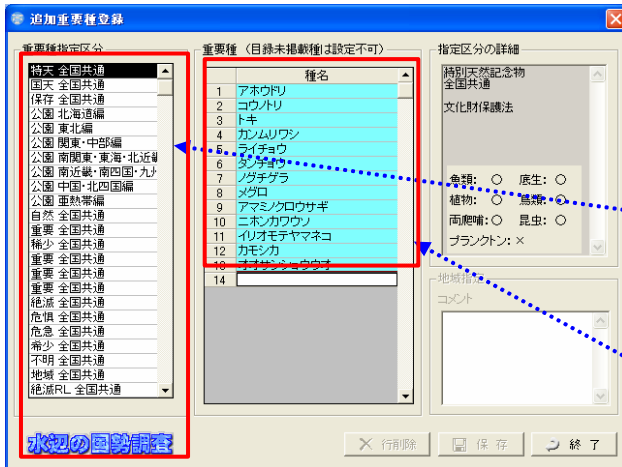 追加重要種登録
重要種指定区分
特天 全国共通
国天 全国共通
保存 全国共通
公園 北海道編
公園 東北編
公園 関東・中部編
公園 南関東・東海・北近畿
公園 南近畿・南四国・九州
公園 中国・北四国編
公園 亜熱帯編
自然 全国共通
重要 全国共通
稀少 全国共通
重要 全国共通
重要 全国共通
重要 全国共通
絶滅 全国共通
危惧 全国共通
危急 全国共通
希少 全国共通
不明 全国共通
地域 全国共通
絶滅RL 全国共通
水辺の国勢調査
重要種 (目録未掲載種は設定不可)
種名
1 アホウドリ
2 コウノトリ
3 トキ
4 カンムリワシ
5 ライチョウ
6 タンチョウ
7 ノグチゲラ
8 メグロ
9 アマミノクロウサギ
10 ニホンカワウソ
11 イリオモテヤマネコ
12 カモシカ
13 オオサンショウウオ
14
指定区分の詳細
特別天然記念物
全国共通
文化財保護法
魚類: ○ 底生: ○
植物: ○ 鳥類: ○
両爬哺: ○ 昆虫: ○
プランクトン: ×
地域指定
コメント
行削除
保存
終了